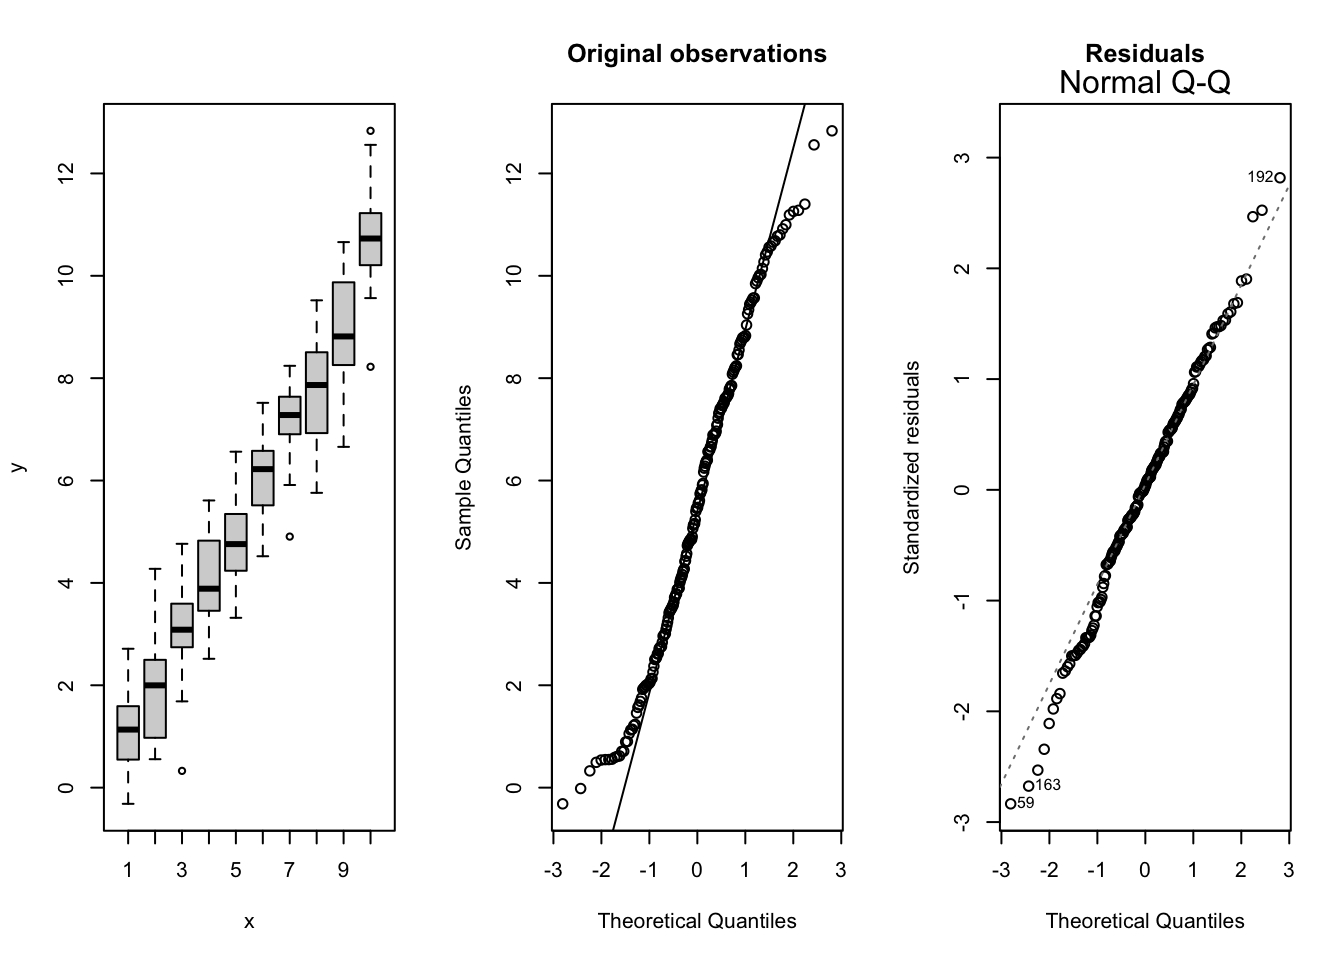 y
12
10
8
6
4
2
0
1 3 5 7 9
x
Original observations
Sample Quantiles
12
10
8
6
4
2
0
-3 -2 -1 0 1 2 3
Theoretical Quantiles
Residuals
Normal Q-Q
Standardized residuals
3
2
1
0
-1
-2
-3
192
163
59
-3 -2 -1 0 1 2 3
Theoretical Quantiles